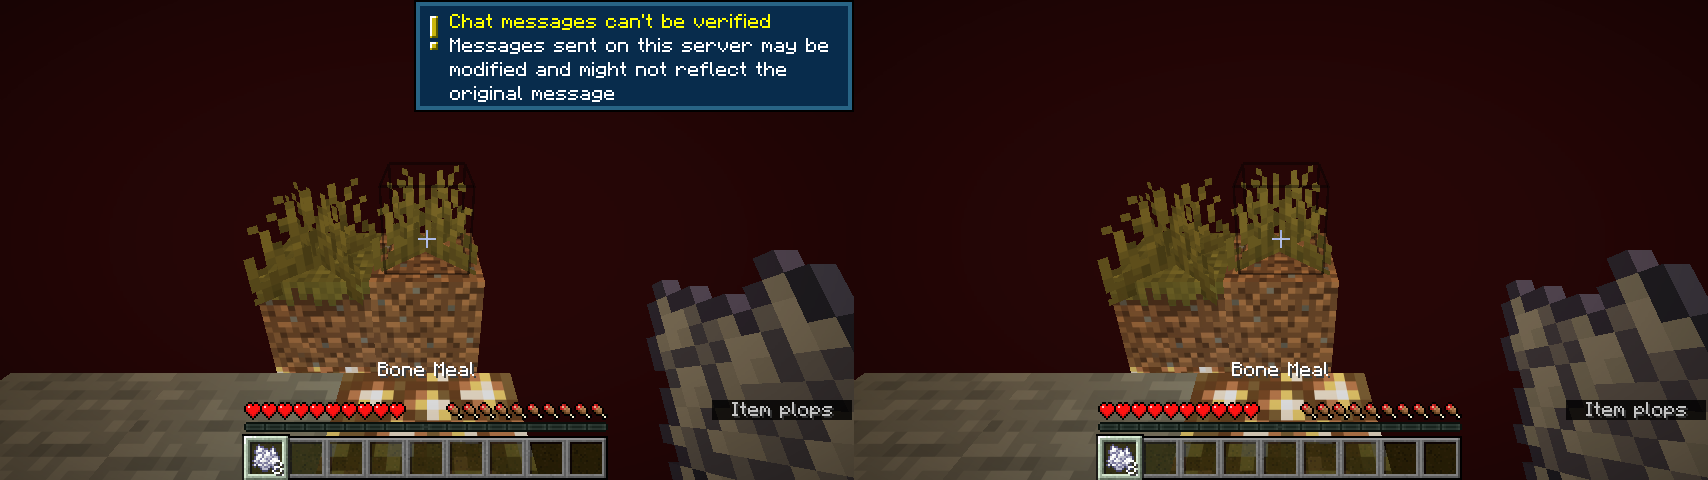 Chat messages can't be verified
Messages sent on this server may be
modified and might not reflect the
original message
Bone Meal
Item plops
Bone Meal
Item plops